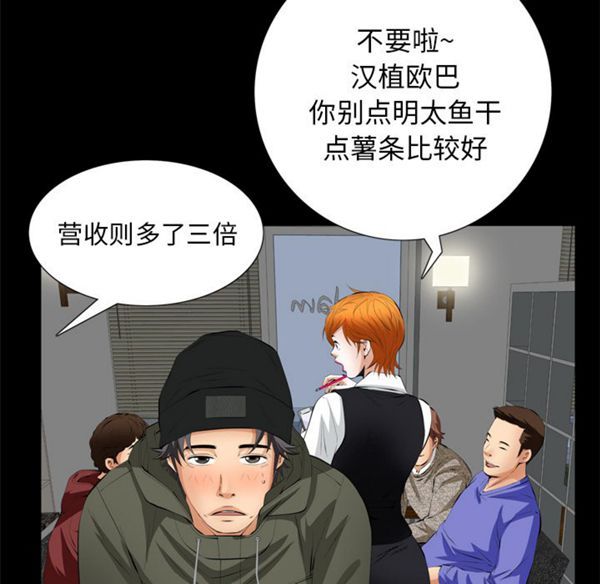 不要啦~
汉植欧巴
你别点明太鱼干
点薯条比较好
营收则多了三倍